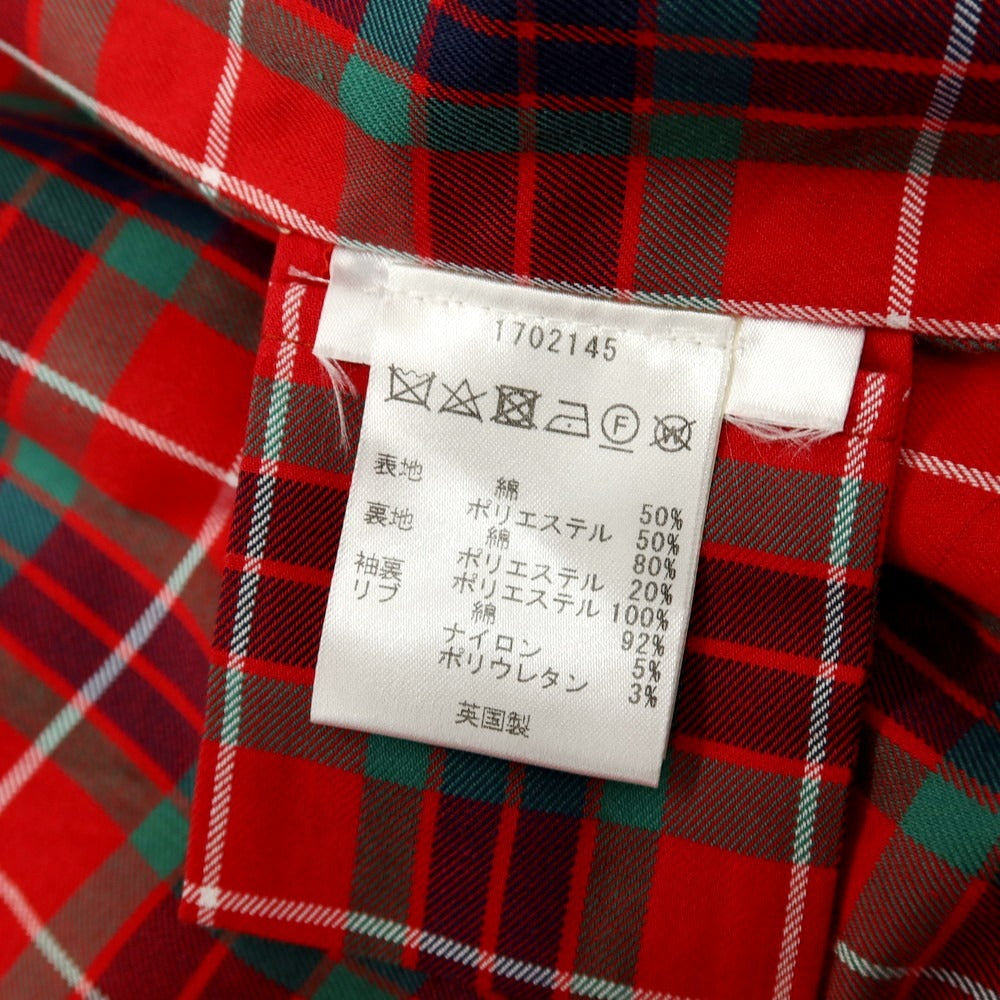 1702145
F W
表地 綿 50%
ポリエステル 50%
裏地 綿 80%
ポリエステル 20%
袖裏 ポリエステル 100%
リブ 綿 92%
ナイロン 5%
ポリウレタン 3%
英国製